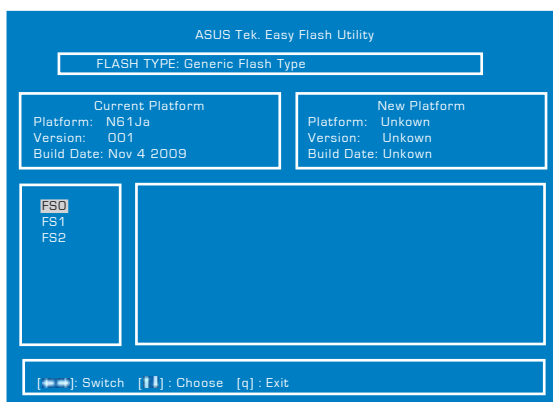 ASUS Tek. Easy Flash Utility
FLASH TYPE: Generic Flash Type
Current Platform
Platform: N61Ja
Version: 001
Build Date: Nov 4 2009
New Platform
Platform: Unkown
Version: Unkown
Build Date: Unkown
FS0
FS1
FS2
[⬅➡]: Switch [⬆⬇] : Choose [q] : Exit